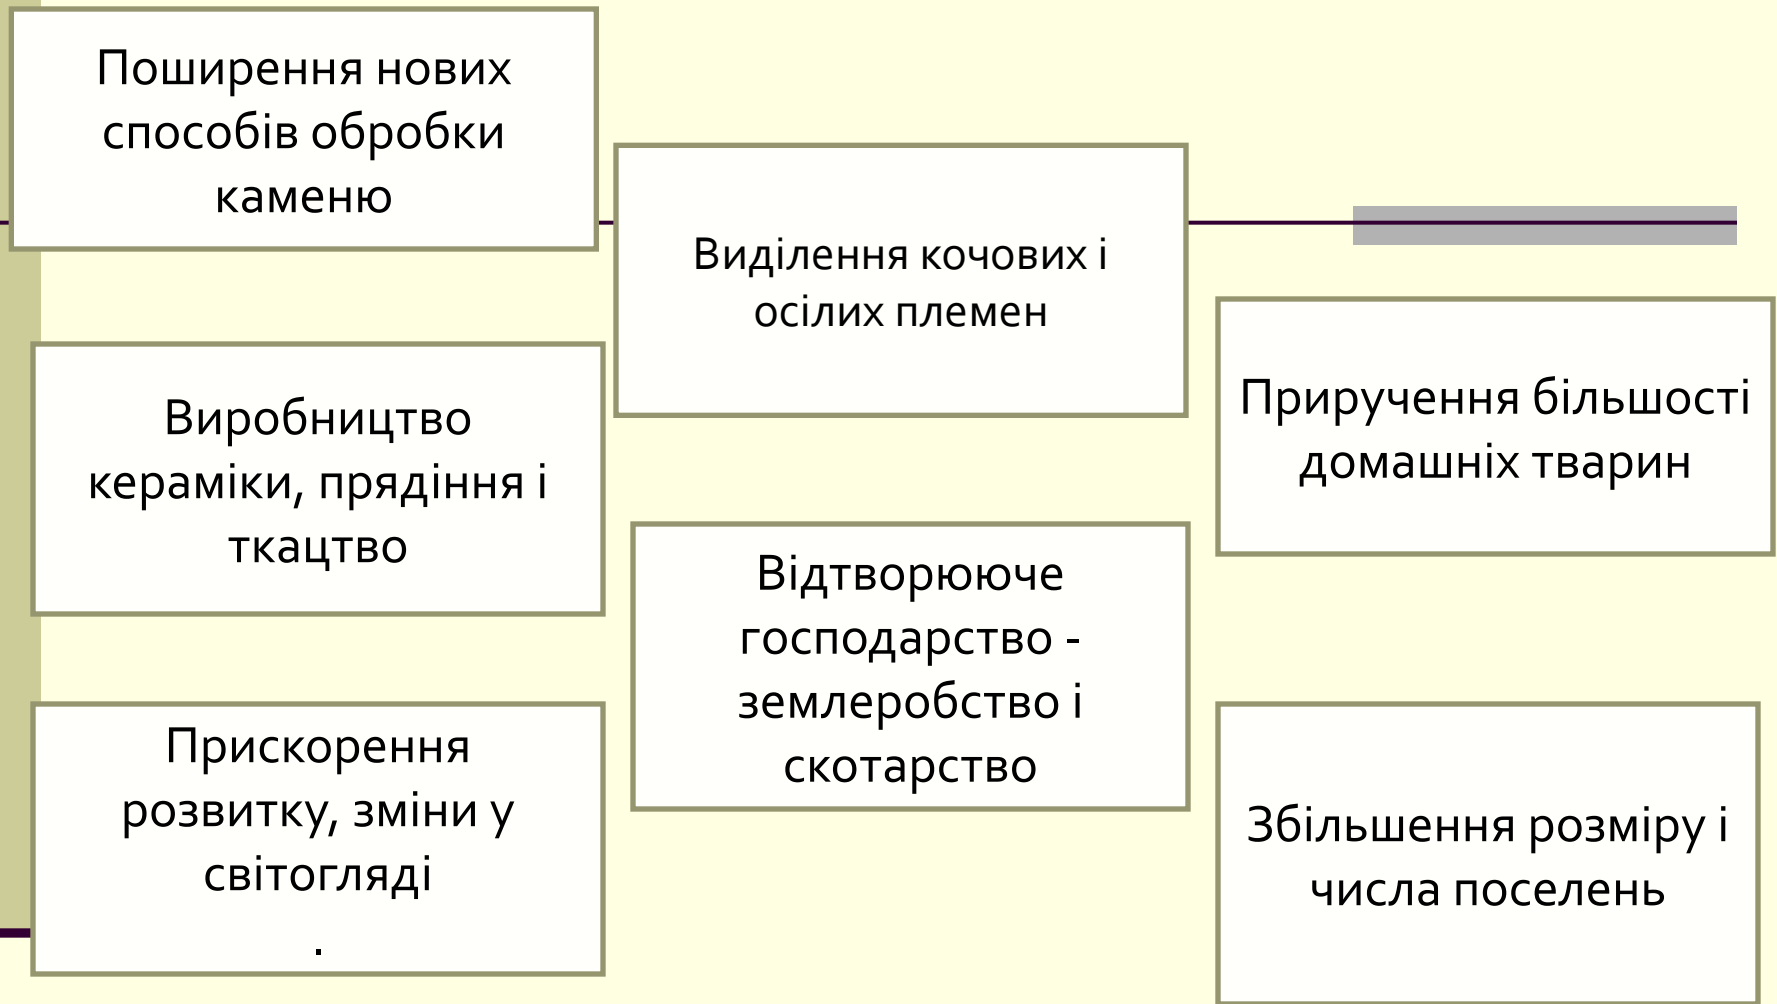 Поширення нових
способів обробки
каменю
Виділення кочових і
осілих племен
Приручення більшості
домашніх тварин
Виробництво
кераміки, прядіння і
ткацтво
Відтворююче
господарство -
землеробство і
скотарство
Прискорення
розвитку, зміни у
світогляді
.
Збільшення розміру і
числа поселень